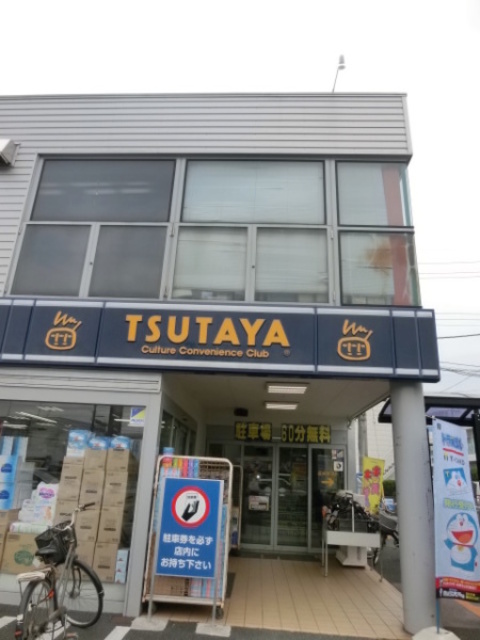 TSUTAYA
Culture Convenience Club
駐車場 60分無料
駐車券を必ず
店内に
お持ち下さい